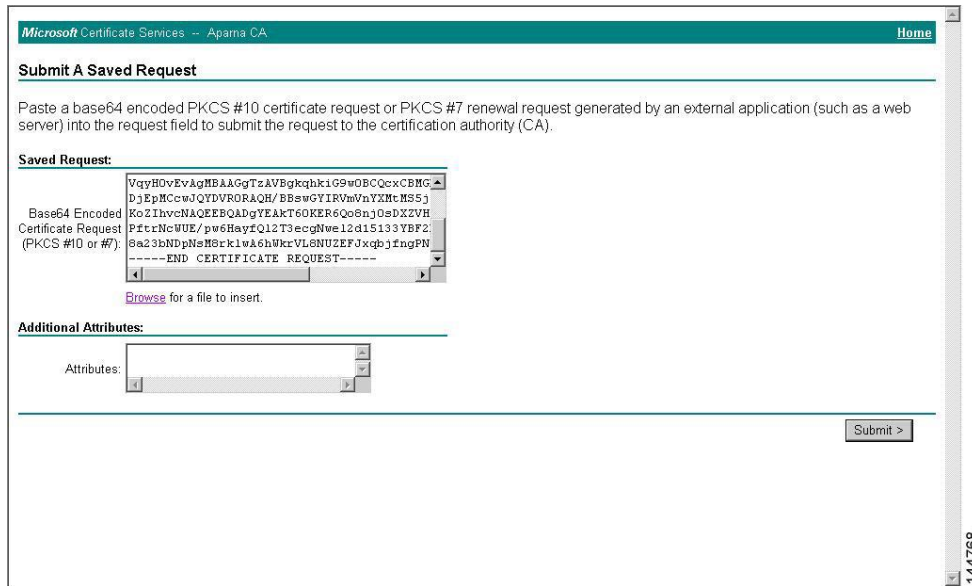 Microsoft Certificate Services -- Aparna CA Home
Submit A Saved Request
Paste a base64 encoded PKCS #10 certificate request or PKCS #7 renewal request generated by an external application (such as a web
server) into the request field to submit the request to the certification authority (CA).
Saved Request:
VqyHOvEvAgMBAAGgTzAVBgkqhkiG9w0BCQcxCBMG
DjEpMCcwJQYDVR0RAQH/BBswGYIRVmVnYXMtMS5j
Base64 Encoded KoZIhvcNAQEEBQADgYEAkT6OKER6Qo8nj0sDXZVH
Certificate Request PftrNcWUE/pw6HayfQl2T3ecgNwel2d15133YBF2
(PKCS #10 or #7): 8a23bNDpNsM8rklwA6hWkrVL8NUZEFJxqbjfngPN
-----END CERTIFICATE REQUEST-----
Browse for a file to insert.
Additional Attributes:
Attributes:
Submit >
144768